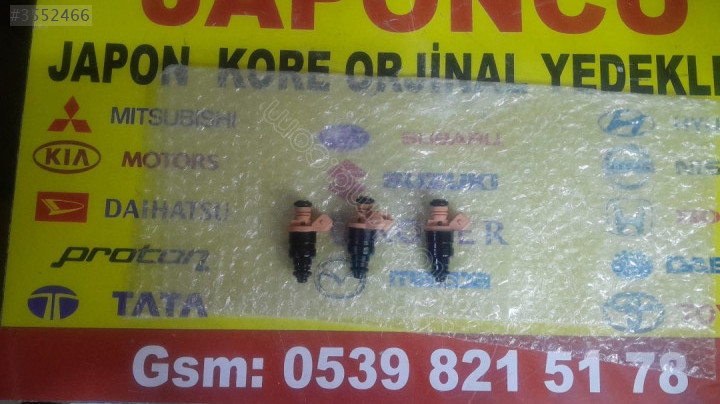 #3552466
JAPONCU
JAPON KORE ORJİNAL YEDEKLE
MITSUBISHI
SUBARU
KIA MOTORS
SUZUKI
DAIHATSU
proton
mazda
TATA
Gsm: 0539 821 51 78